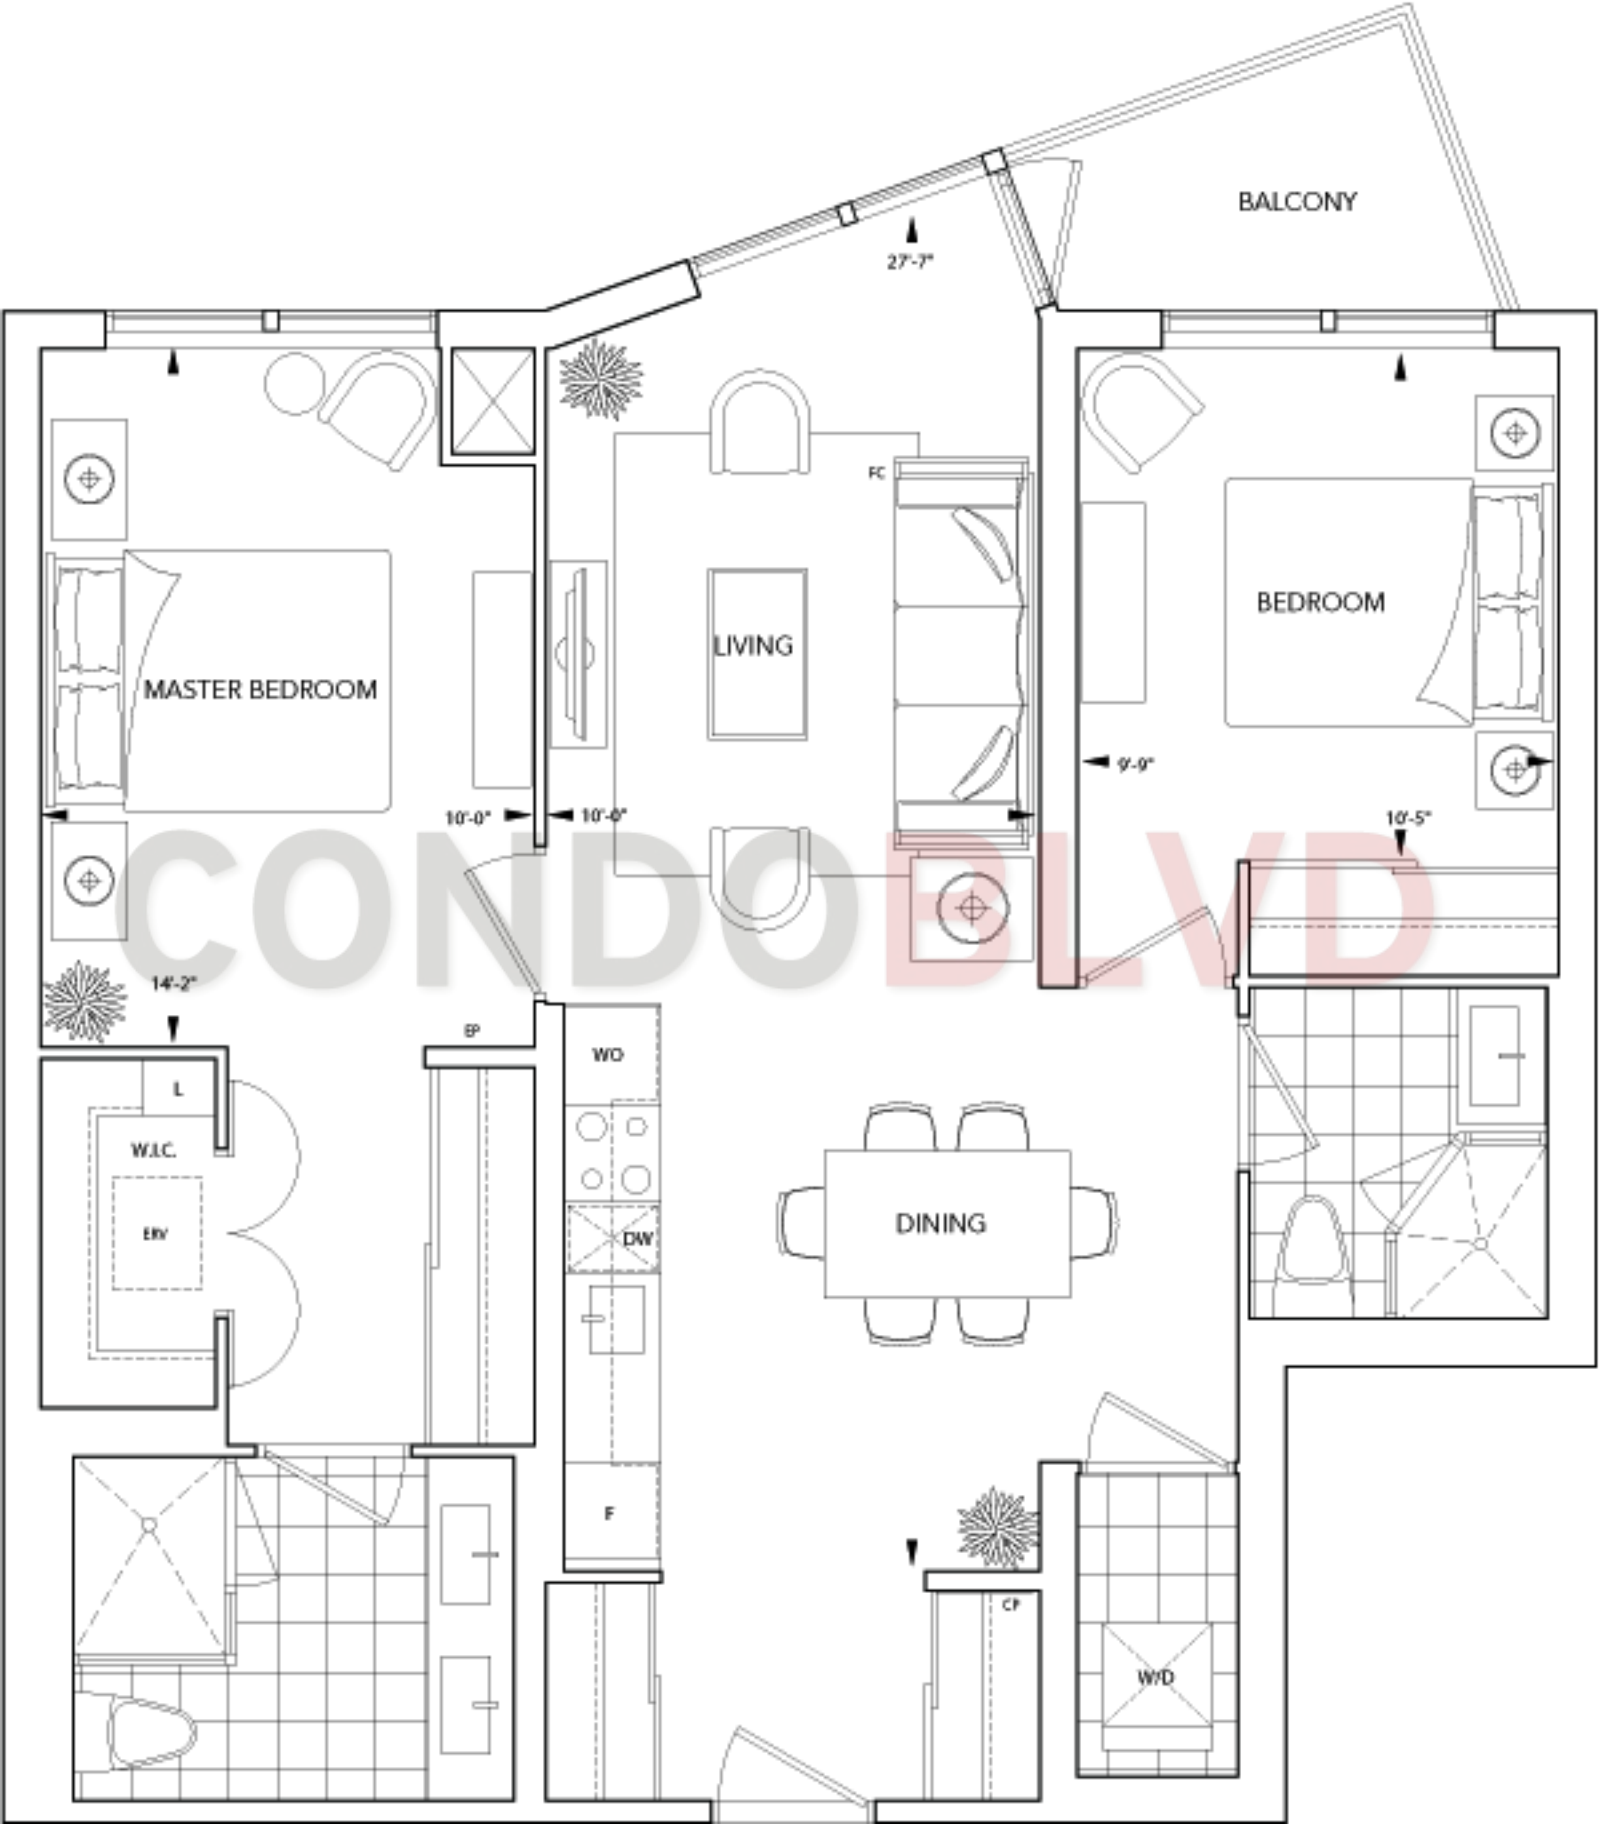 BALCONY
27'-7"
FC
BEDROOM
LIVING
MASTER BEDROOM
9'-9"
10'-0"
10'-0"
10'-5"
CONDOBLVD
14'-2"
EP
WO
L
W.I.C.
ERV
DINING
DW
F
CP
W/D